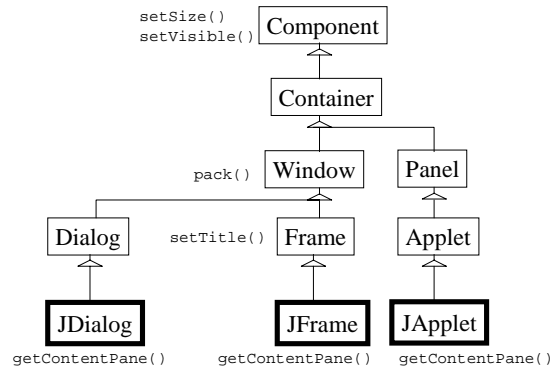 setSize()
setVisible()
Component
Container
pack()
Window
Panel
Dialog
setTitle()
Frame
Applet
JDialog
JFrame
JApplet
getContentPane()
getContentPane()
getContentPane()